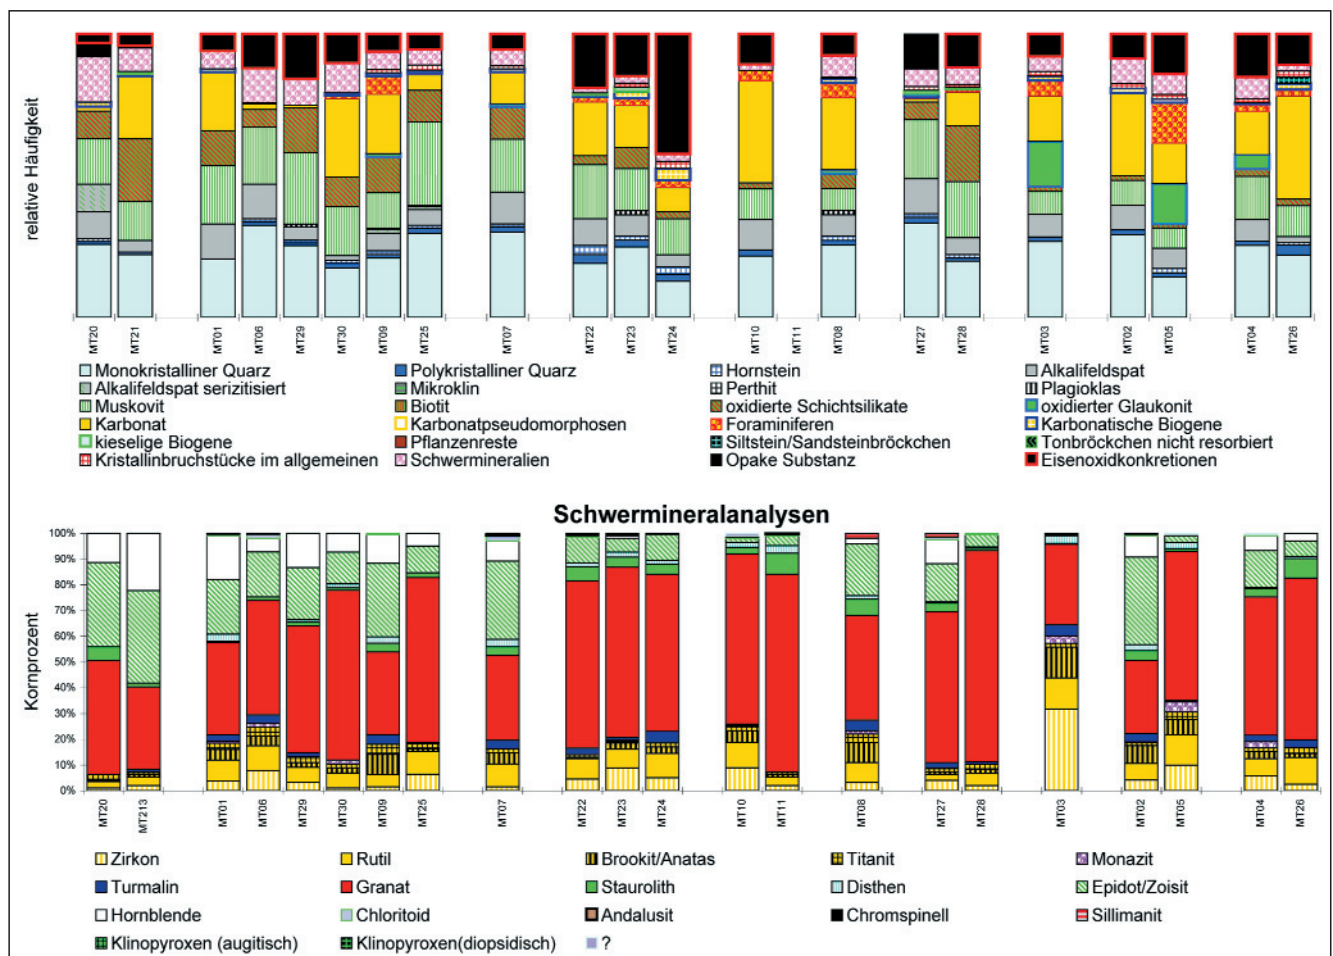 relative Häufigkeit
MT20 MT21 MT01 MT06 MT29 MT30 MT09 MT25 MT07 MT22 MT23 MT24 MT10 MT11 MT08 MT27 MT28 MT03 MT02 MT05 MT04 MT26
Monokristalliner Quarz Polykristalliner Quarz Hornstein Alkalifeldspat
Alkalifeldspat serizitisiert Mikroklin Perthit Plagioklas
Muskovit Biotit oxidierte Schichtsilikate oxidierter Glaukonit
Karbonat Karbonatpseudomorphosen Foraminiferen Karbonatische Biogene
kieselige Biogene Pflanzenreste Siltstein/Sandsteinbröckchen Tonbröckchen nicht resorbiert
Kristallinbruchstücke im allgemeinen Schwermineralien Opake Substanz Eisenoxidkonkretionen
Schwermineralanalysen
Kornprozent
100%
90%
80%
70%
60%
50%
40%
30%
20%
10%
0%
MT20 MT213 MT01 MT06 MT29 MT30 MT09 MT25 MT07 MT22 MT23 MT24 MT10 MT11 MT08 MT27 MT28 MT03 MT02 MT05 MT04 MT26
Zirkon Rutil Brookit/Anatas Titanit Monazit
Turmalin Granat Staurolith Disthen Epidot/Zoisit
Hornblende Chloritoid Andalusit Chromspinell Sillimanit
Klinopyroxen (augitisch) Klinopyroxen(diopsidisch) ?